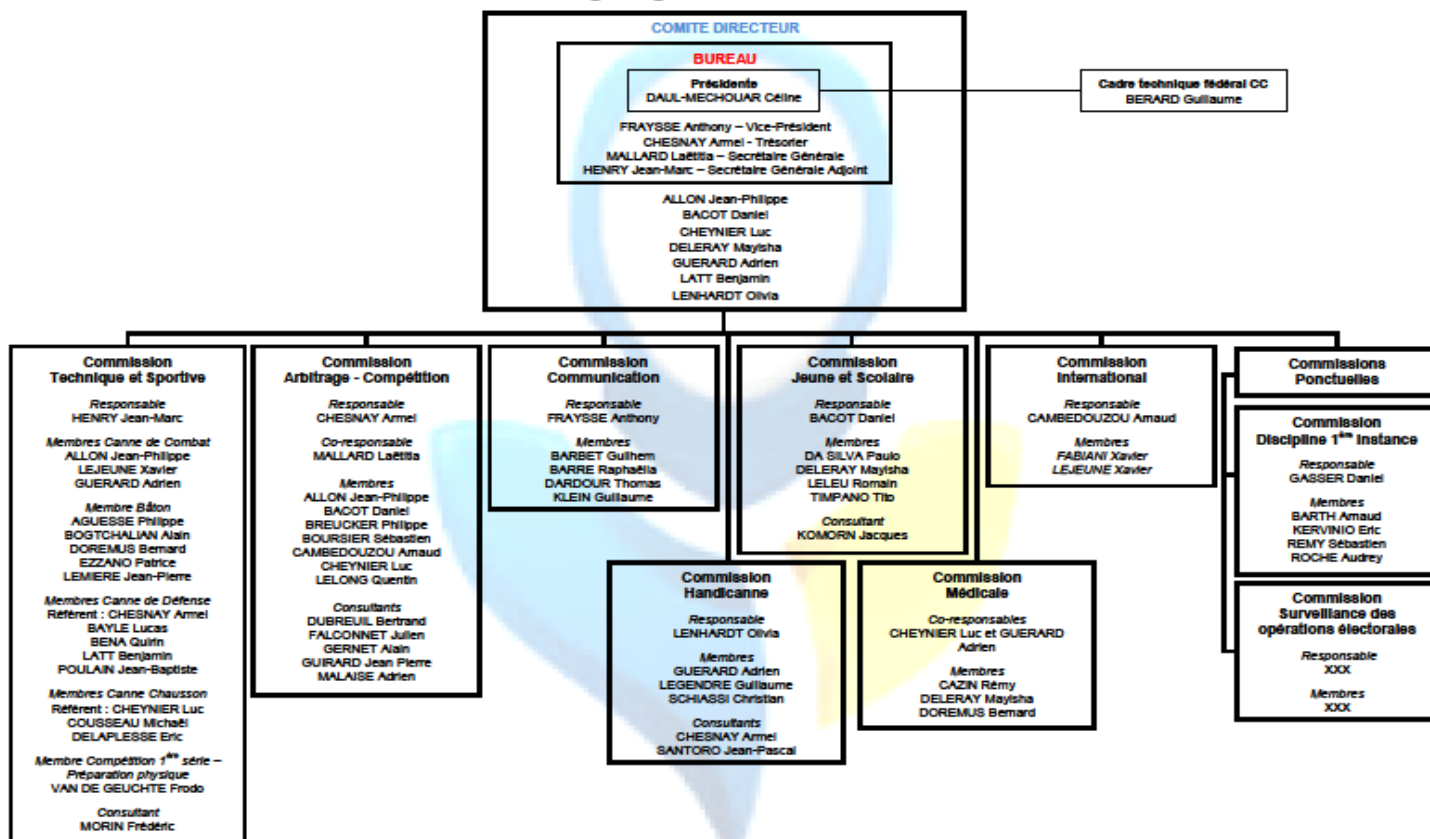 COMITE DIRECTEUR
BUREAU
Présidente
DAUL-MECHOUAR Céline
Cadre technique fédéral CC
BERARD Guillaume
FRAYSSE Anthony – Vice-Président
CHESNAY Armel - Trésorier
MALLARD Laëtitia – Secrétaire Générale
HENRY Jean-Marc – Secrétaire Générale Adjoint
ALLON Jean-Philippe
BACOT Daniel
CHEYNIER Luc
DELERAY Mayisha
GUERARD Adrien
LATT Benjamin
LENHARDT Olivia
Commission
Technique et Sportive
Responsable
HENRY Jean-Marc
Membres Canne de Combat
ALLON Jean-Philippe
LEJEUNE Xavier
GUERARD Adrien
Membre Bâton
AGUESSE Philippe
BOGTCHALIAN Alain
DOREMUS Bernard
EZZANO Patrice
LEMIERE Jean-Pierre
Membres Canne de Défense
Référent : CHESNAY Armel
BAYLE Lucas
BENA Quirin
LATT Benjamin
POULAIN Jean-Baptiste
Membres Canne Chausson
Référent : CHEYNIER Luc
COUSSEAU Michaël
DELAPLESSE Eric
Membre Compétition 1ère série –
Préparation physique
VAN DE GEUCHTE Frodo
Consultant
MORIN Frédéric
Commission
Arbitrage - Compétition
Responsable
CHESNAY Armel
Co-responsable
MALLARD Laëtitia
Membres
ALLON Jean-Philippe
BACOT Daniel
BREUCKER Philippe
BOURSIER Sébastien
CAMBEDOUZOU Arnaud
CHEYNIER Luc
LELONG Quentin
Consultants
DUBREUIL Bertrand
FALCONNET Julien
GERNET Alain
GUIRARD Jean Pierre
MALAISE Adrien
Commission
Communication
Responsable
FRAYSSE Anthony
Membres
BARBET Guilhem
BARRE Raphaëlla
DARDOUR Thomas
KLEIN Guillaume
Commission
Jeune et Scolaire
Responsable
BACOT Daniel
Membres
DA SILVA Paulo
DELERAY Mayisha
LELEU Romain
TIMPANO Tito
Consultant
KOMORN Jacques
Commission
International
Responsable
CAMBEDOUZOU Arnaud
Membres
FABIANI Xavier
LEJEUNE Xavier
Commission
Handicanne
Responsable
LENHARDT Olivia
Membres
GUERARD Adrien
LEGENDRE Guillaume
SCHIASSI Christian
Consultants
CHESNAY Armel
SANTORO Jean-Pascal
Commission
Médicale
Co-responsables
CHEYNIER Luc et GUERARD
Adrien
Membres
CAZIN Rémy
DELERAY Mayisha
DOREMUS Bernard
Commissions
Ponctuelles
Commission
Discipline 1ère Instance
Responsable
GASSER Daniel
Membres
BARTH Arnaud
KERVINIO Eric
REMY Sébastien
ROCHE Audrey
Commission
Surveillance des
opérations électorales
Responsable
XXX
Membres
XXX